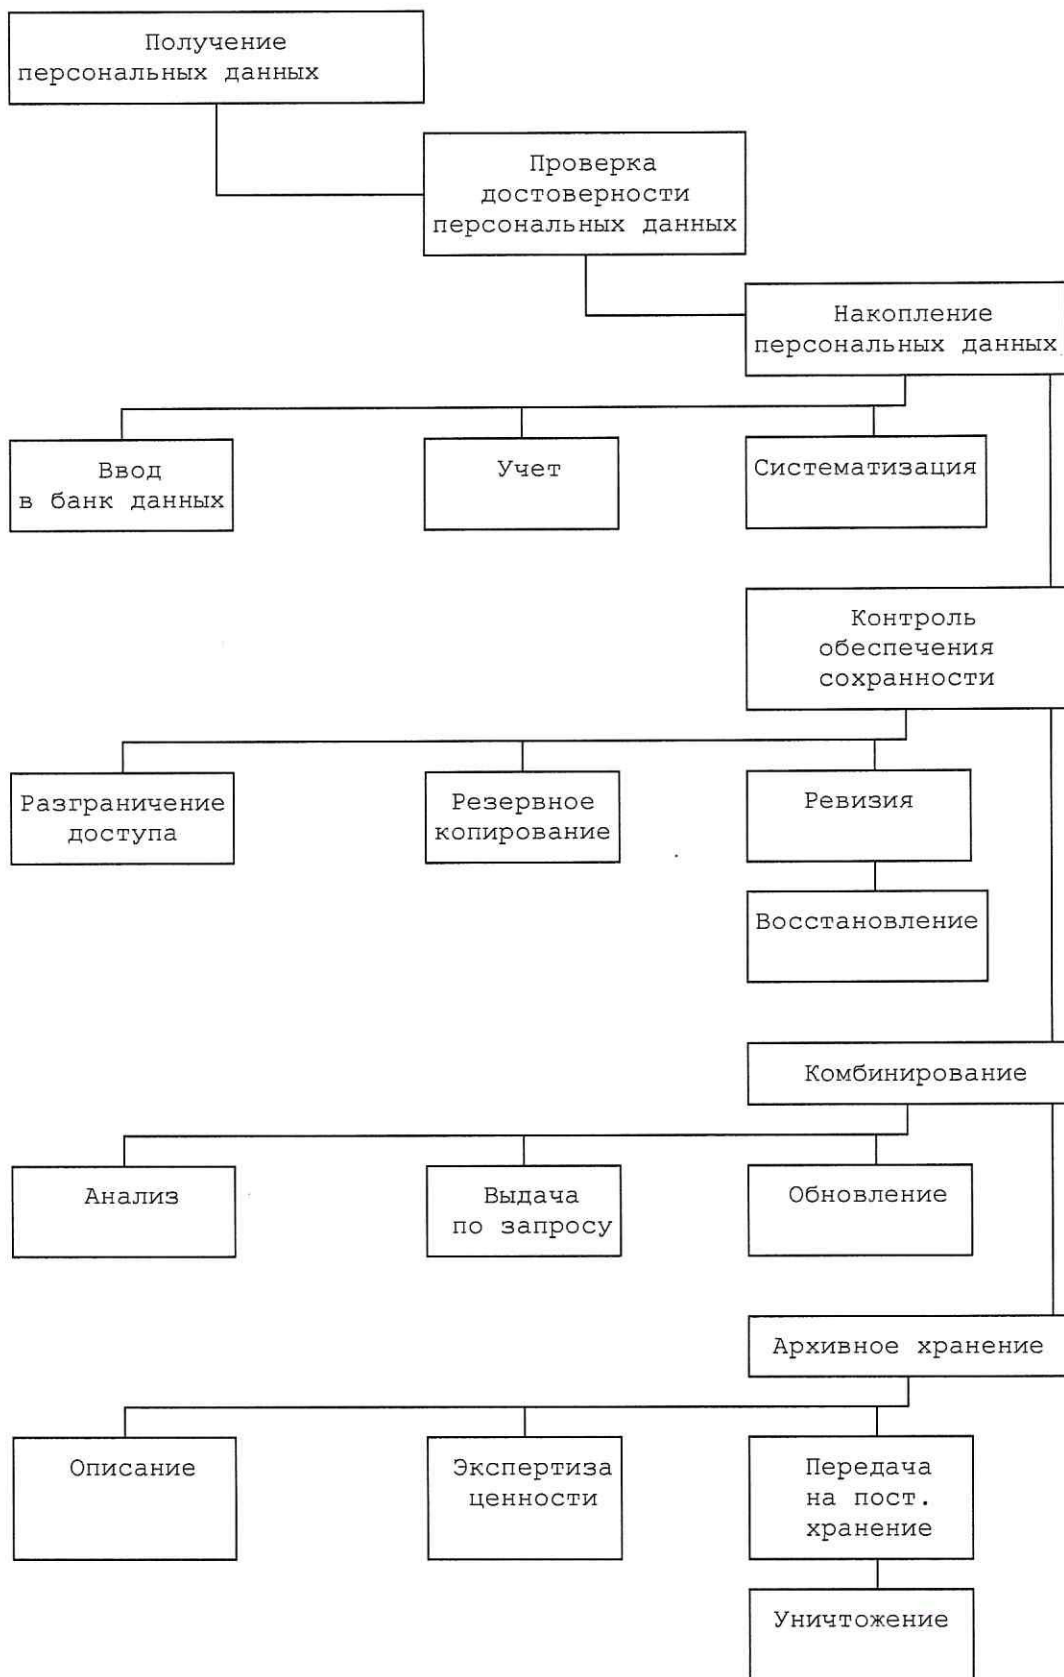 Получение
персональных данных
Проверка
достоверности
персональных данных
Накопление
персональных данных
Ввод
в банк данных
Учет
Систематизация
Контроль
обеспечения
сохранности
Разграничение
доступа
Резервное
копирование
Ревизия
Восстановление
Комбинирование
Анализ
Выдача
по запросу
Обновление
Архивное хранение
Описание
Экспертиза
ценности
Передача
на пост.
хранение
Уничтожение